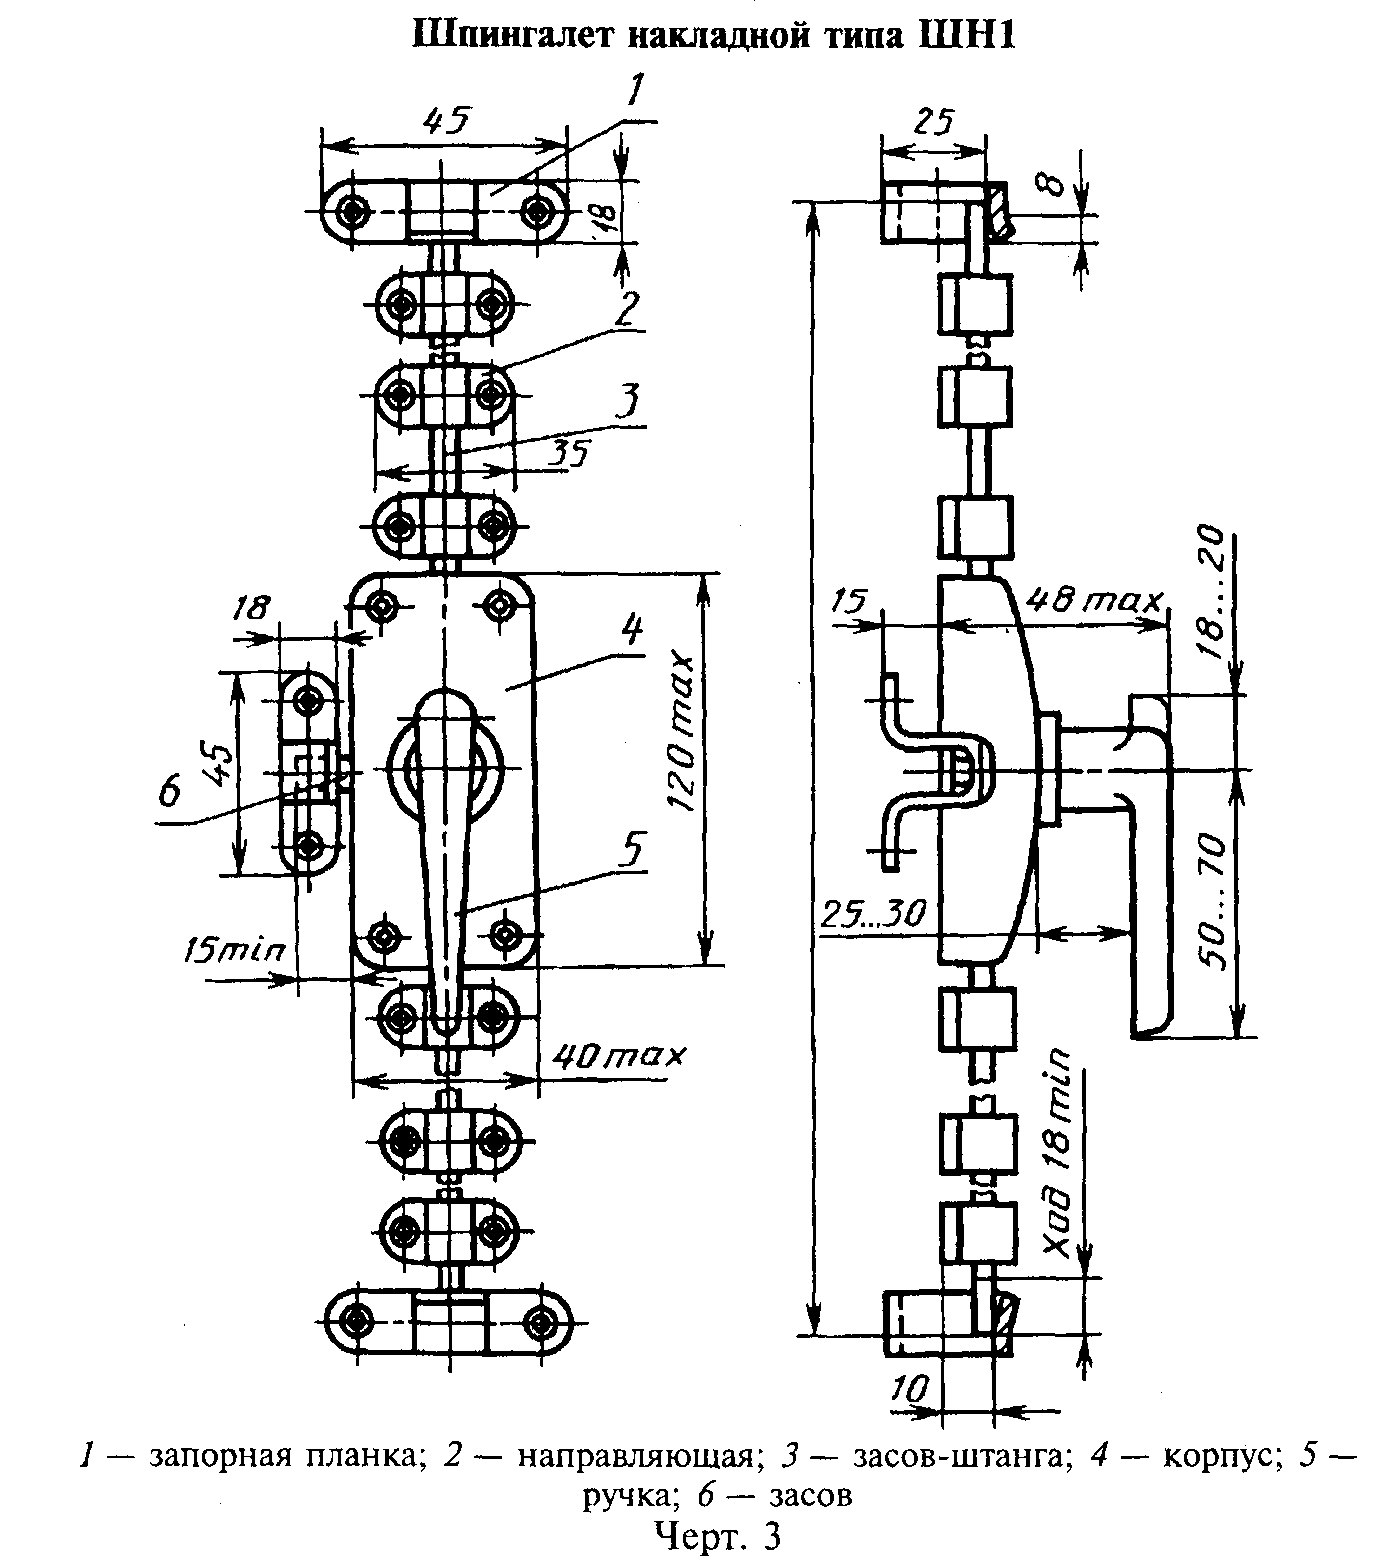 Шпингалет накладной типа ШН1
45
1
25
8
18
2
3
35
18
4
15
48 max
18...20
120 max
45
6
5
25...30
50...70
15 min
40 max
Ход 18 min
10
1 — запорная планка; 2 — направляющая; 3 — засов-штанга; 4 — корпус; 5 —
ручка; 6 — засов
Черт. 3